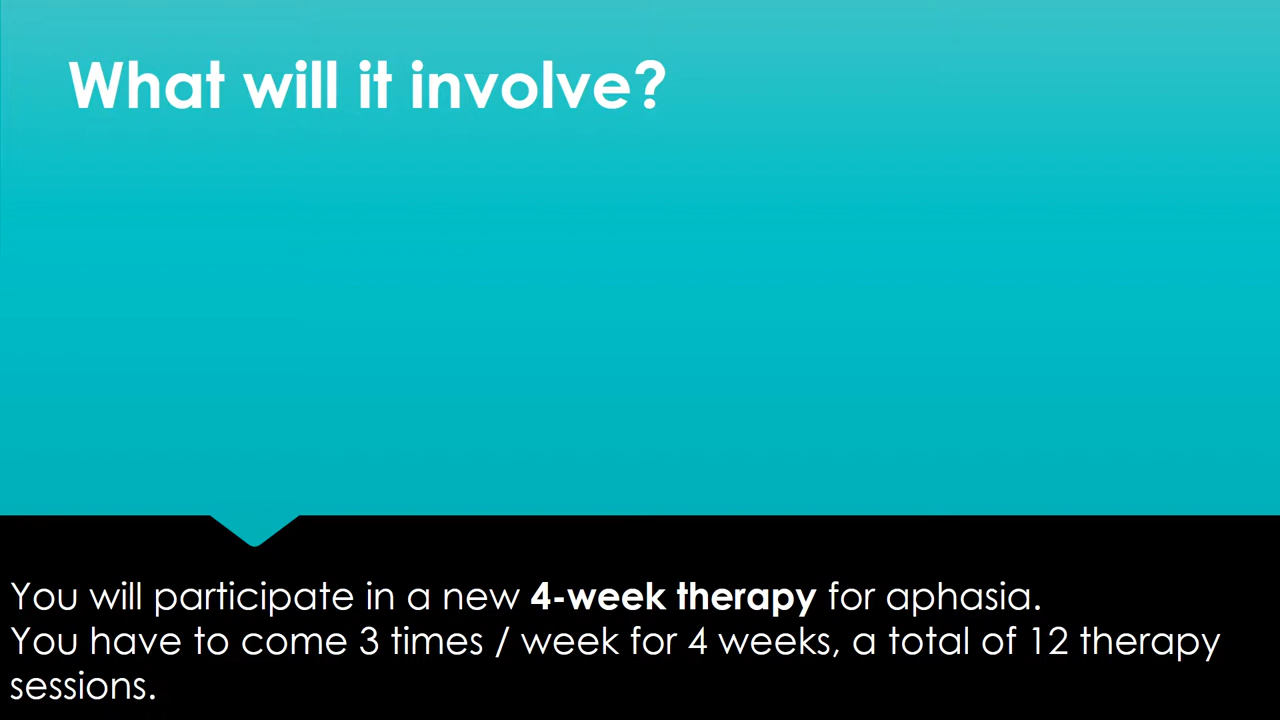 What will it involve?
You will participate in a new 4-week therapy for aphasia.
You have to come 3 times / week for 4 weeks, a total of 12 therapy
sessions.